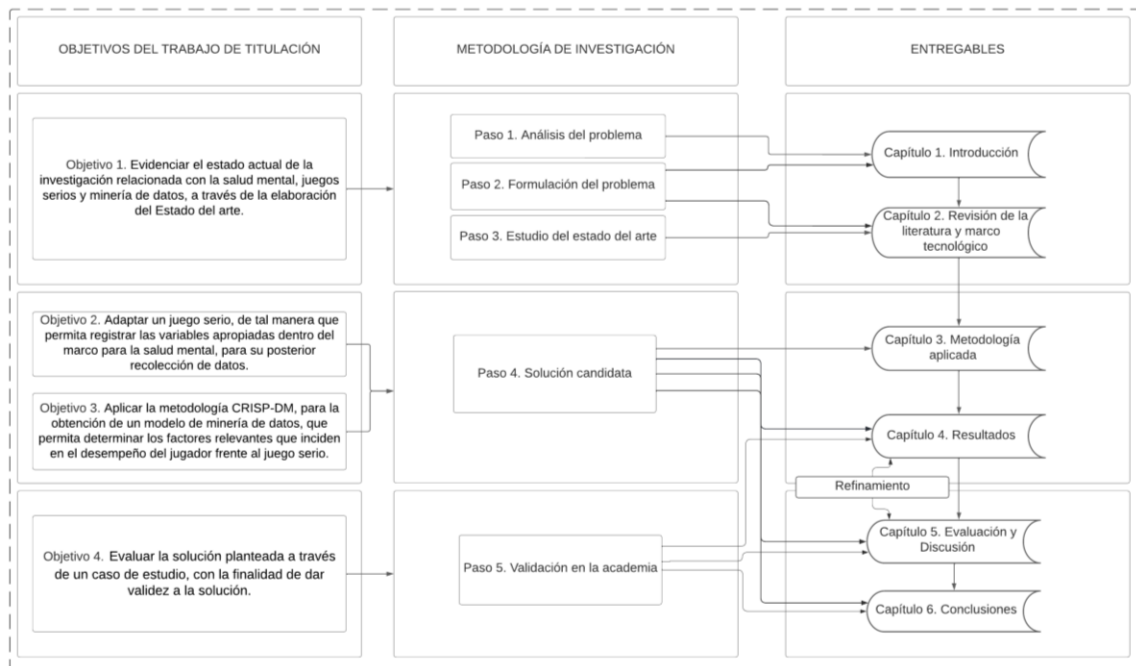 OBJETIVOS DEL TRABAJO DE TITULACIÓN
METODOLOGÍA DE INVESTIGACIÓN
ENTREGABLES
Objetivo 1. Evidenciar el estado actual de la
investigación relacionada con la salud mental, juegos
serios y minería de datos, a través de la elaboración
del Estado del arte.
Paso 1. Análisis del problema
Paso 2. Formulación del problema
Paso 3. Estudio del estado del arte
Capítulo 1. Introducción
Capítulo 2. Revisión de la
literatura y marco
tecnológico
Objetivo 2. Adaptar un juego serio, de tal manera que
permita registrar las variables apropiadas dentro del
marco para la salud mental, para su posterior
recolección de datos.
Objetivo 3. Aplicar la metodología CRISP-DM, para la
obtención de un modelo de minería de datos, que
permita determinar los factores relevantes que inciden
en el desempeño del jugador frente al juego serio.
Paso 4. Solución candidata
Capítulo 3. Metodología
aplicada
Capítulo 4. Resultados
Refinamiento
Objetivo 4. Evaluar la solución planteada a través
de un caso de estudio, con la finalidad de dar
validez a la solución.
Paso 5. Validación en la academia
Capítulo 5. Evaluación y
Discusión
Capítulo 6. Conclusiones